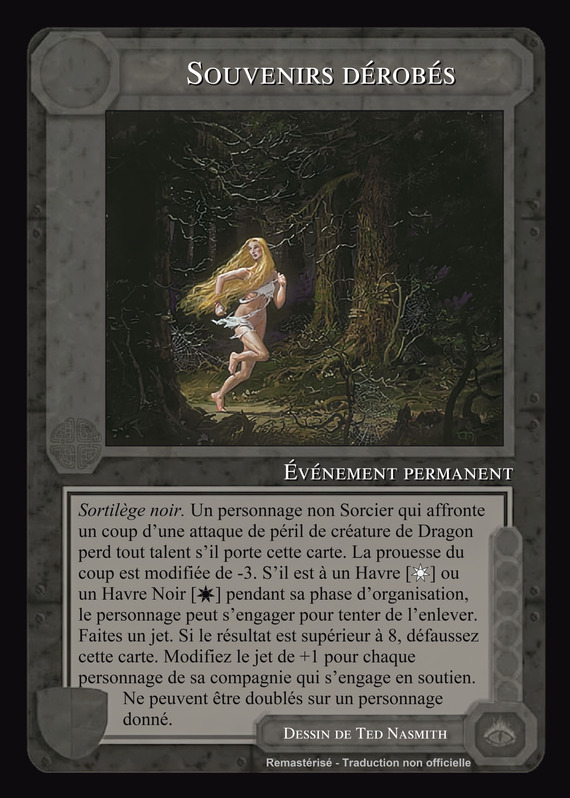 Souvenirs dérobés
Événement permanent
Sortilège noir. Un personnage non Sorcier qui affronte
un coup d’une attaque de péril de créature de Dragon
perd tout talent s’il porte cette carte. La prouesse du
coup est modifiée de -3. S’il est à un Havre [☀] ou
un Havre Noir [✷] pendant sa phase d’organisation,
le personnage peut s’engager pour tenter de l’enlever.
Faites un jet. Si le résultat est supérieur à 8, défaussez
cette carte. Modifiez le jet de +1 pour chaque
personnage de sa compagnie qui s’engage en soutien.
Ne peuvent être doublés sur un personnage
donné.
Dessin de Ted Nasmith
Remastérisé - Traduction non officielle